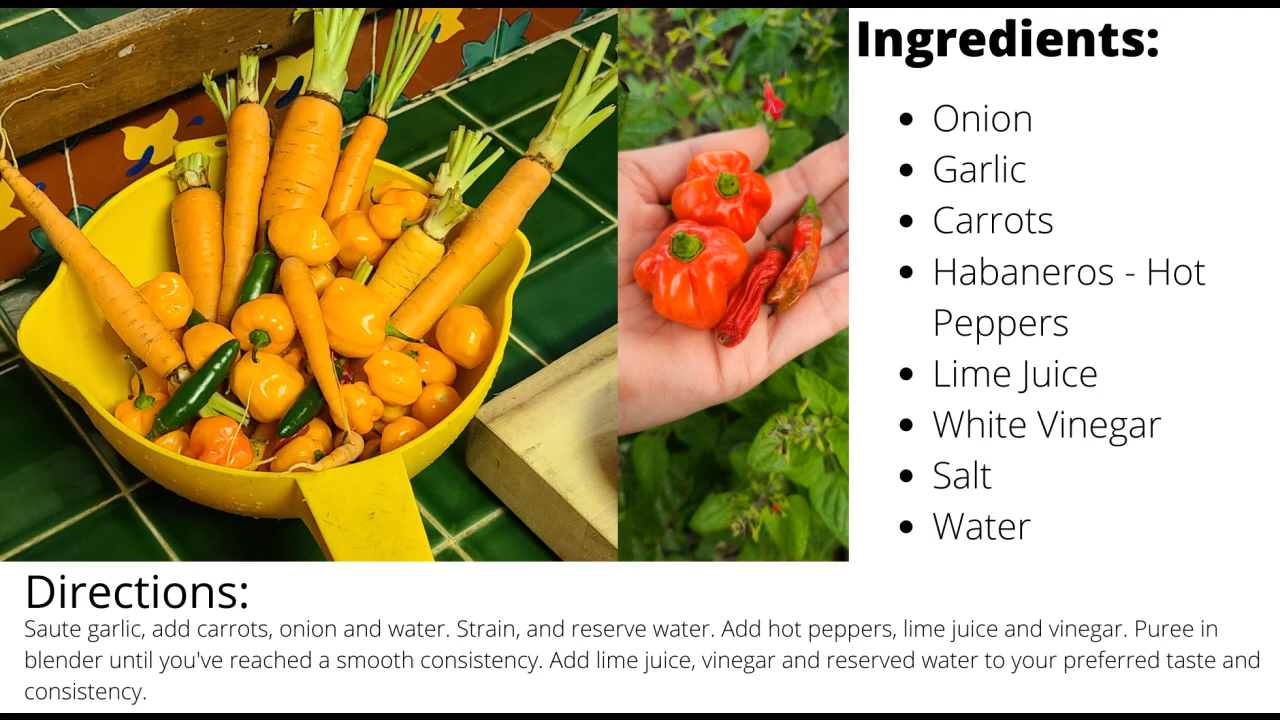 Ingredients:
Onion
Garlic
Carrots
Habaneros - Hot
Peppers
Lime Juice
White Vinegar
Salt
Water
Directions:
Saute garlic, add carrots, onion and water. Strain, and reserve water. Add hot peppers, lime juice and vinegar. Puree in
blender until you've reached a smooth consistency. Add lime juice, vinegar and reserved water to your preferred taste and
consistency.